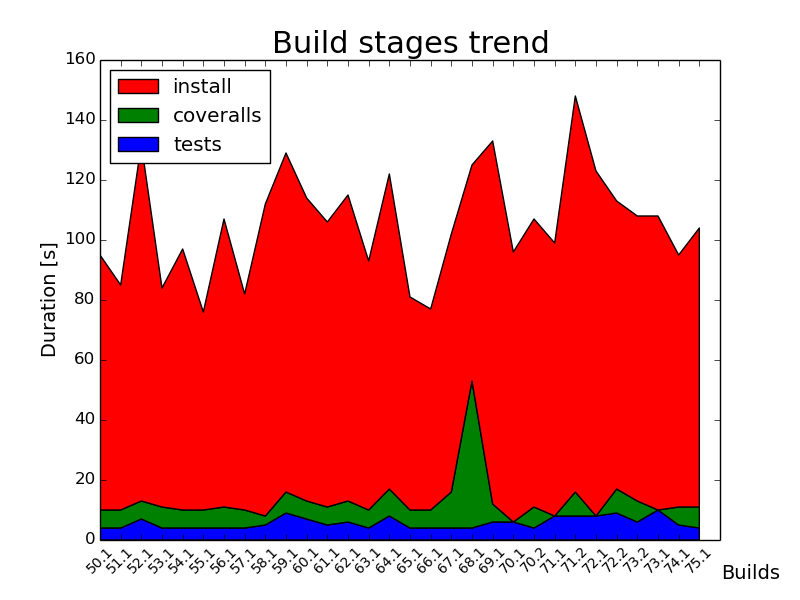 Build stages trend
160
140
120
100
80
60
40
20
0
install
coveralls
tests
Duration [s]
50.1 51.1 52.1 53.1 54.1 55.1 56.1 57.1 58.1 59.1 60.1 61.1 62.1 63.1 64.1 65.1 66.1 67.1 68.1 69.1 70.1 70.2 71.1 71.2 72.1 72.2 73.2 73.1 74.1 75.1
Builds